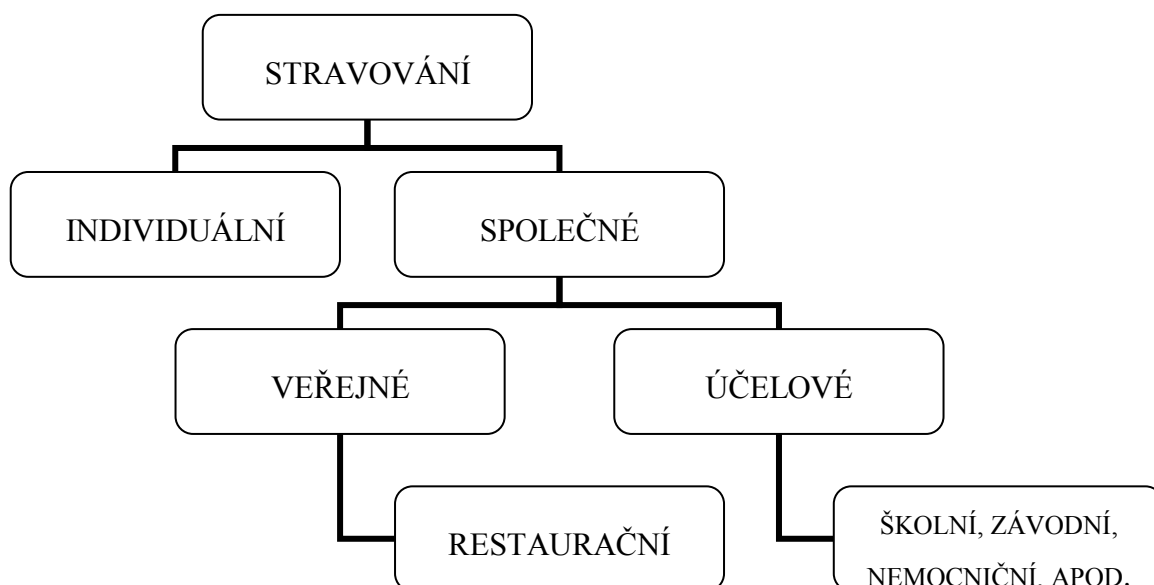 STRAVOVÁNÍ
INDIVIDUÁLNÍ
SPOLEČNÉ
VEŘEJNÉ
ÚČELOVÉ
RESTAURAČNÍ
ŠKOLNÍ, ZÁVODNÍ,
NEMOCNIČNÍ, APOD.